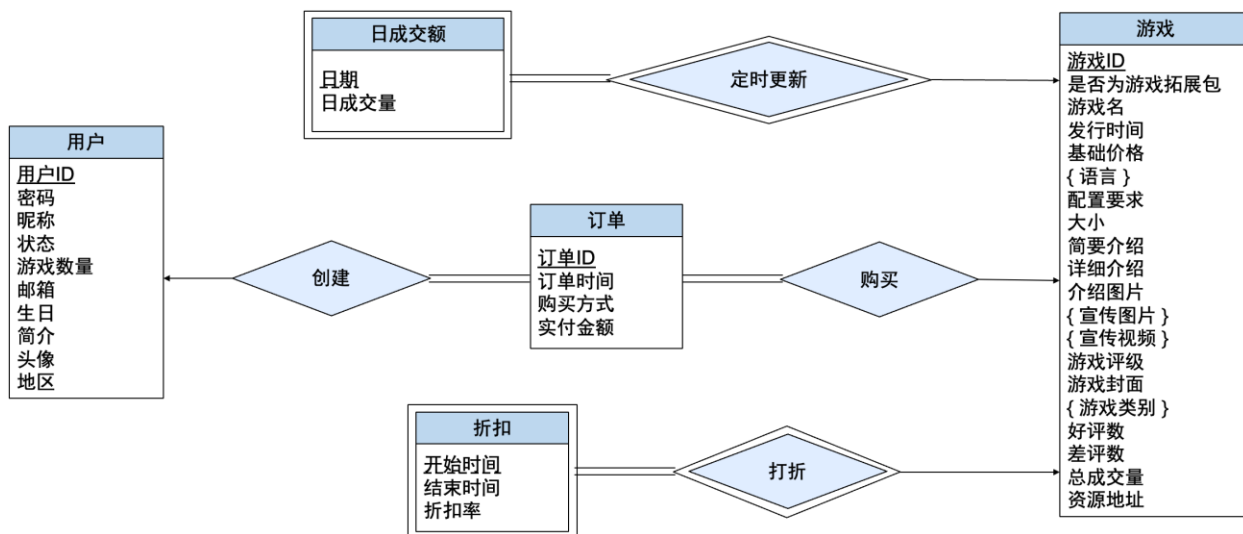 日成交额
日期
日成交量
定时更新
游戏
游戏ID
是否为游戏拓展包
游戏名
发行时间
基础价格
{ 语言 }
配置要求
大小
简要介绍
详细介绍
介绍图片
{ 宣传图片 }
{ 宣传视频 }
游戏评级
游戏封面
{ 游戏类别 }
好评数
差评数
总成交量
资源地址
用户
用户ID
密码
昵称
状态
游戏数量
邮箱
生日
简介
头像
地区
创建
订单
订单ID
订单时间
购买方式
实付金额
购买
折扣
开始时间
结束时间
折扣率
打折